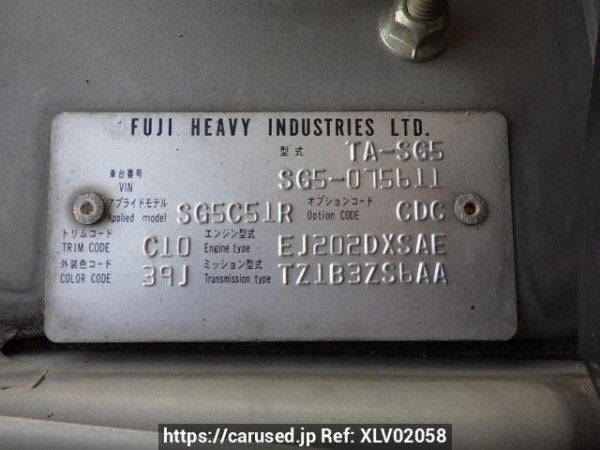 FUJI HEAVY INDUSTRIES LTD.
型式 TA-SG5
車台番号 VIN SG5-075611
アプライドモデル Applied model SG5C51R オプションコード Option CODE CDC
トリムコード TRIM CODE C10 エンジン型式 Engine type EJ202DXSAE
外装色コード COLOR CODE 39J ミッション型式 Transmission type TZ1B3ZS6AA
https://carused.jp Ref: XLV02058